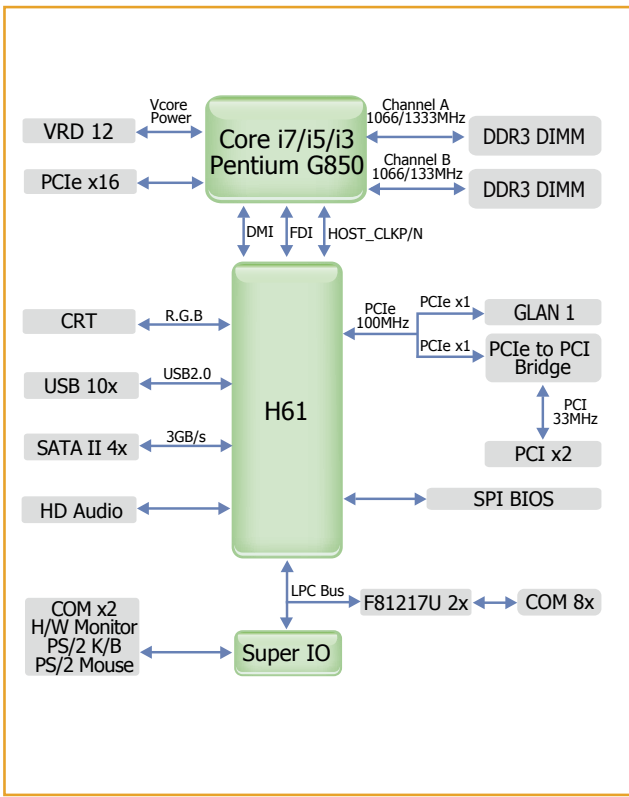 Vcore
Power
VRD 12
PCIe x16
Core i7/i5/i3
Pentium G850
Channel A
1066/1333MHz
DDR3 DIMM
Channel B
1066/133MHz
DDR3 DIMM
DMI
FDI
HOST_CLKP/N
H61
CRT
R.G.B
USB 10x
USB2.0
SATA II 4x
3GB/s
HD Audio
PCIe
100MHz
PCIe x1
GLAN 1
PCIe x1
PCIe to PCI
Bridge
PCI
33MHz
PCI x2
SPI BIOS
LPC Bus
F81217U 2x
COM 8x
COM x2
H/W Monitor
PS/2 K/B
PS/2 Mouse
Super IO